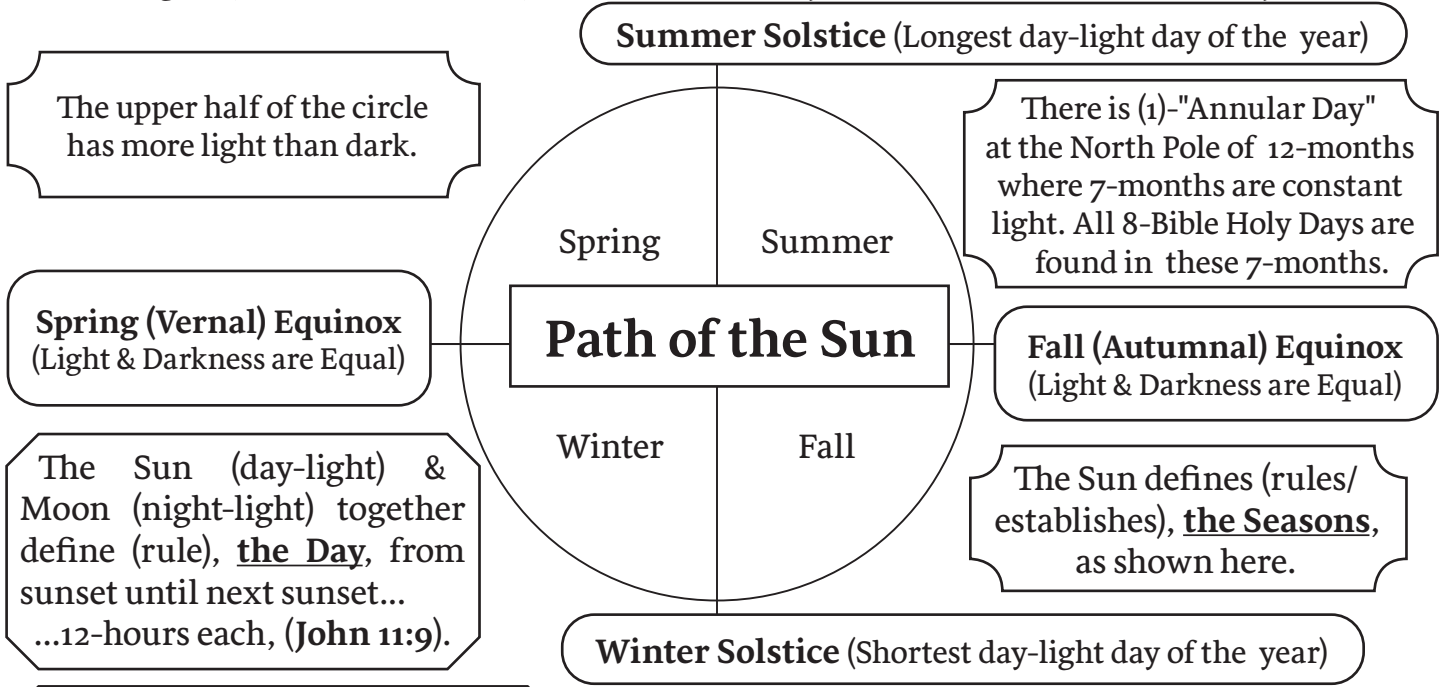 Summer Solstice (Longest day-light day of the year)
The upper half of the circle
has more light than dark.
There is (1)-"Annular Day"
at the North Pole of 12-months
where 7-months are constant
light. All 8-Bible Holy Days are
found in these 7-months.
Spring
Summer
Spring (Vernal) Equinox
(Light & Darkness are Equal)
Path of the Sun
Fall (Autumnal) Equinox
(Light & Darkness are Equal)
Winter
Fall
The Sun (day-light) &
Moon (night-light) together
define (rule), the Day, from
sunset until next sunset...
...12-hours each, (John 11:9).
The Sun defines (rules/
establishes), the Seasons,
as shown here.
Winter Solstice (Shortest day-light day of the year)